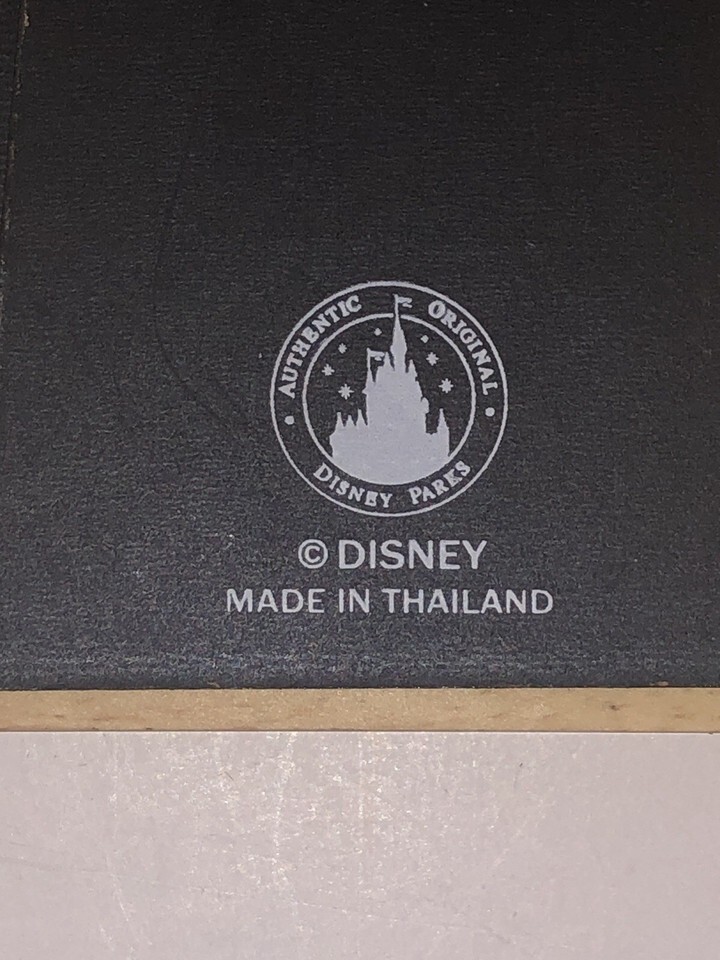 AUTHENTIC ORIGINAL
DISNEY PARKS
© DISNEY
MADE IN THAILAND